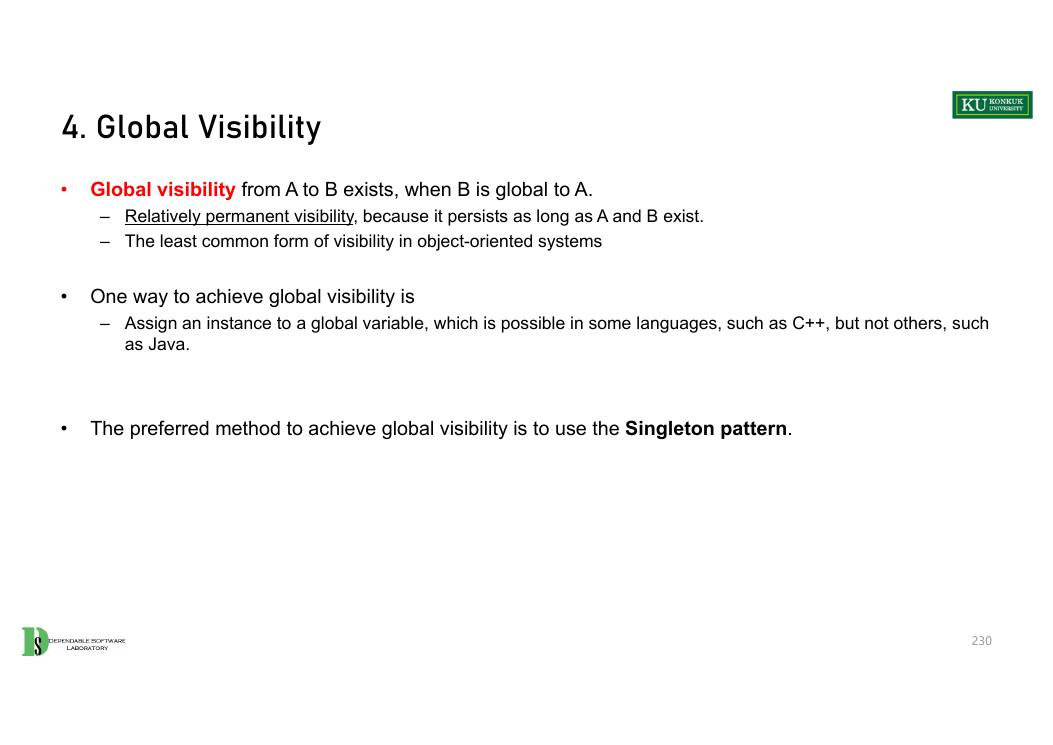 KU KONKUK
UNIVERSITY
4. Global Visibility
• Global visibility from A to B exists, when B is global to A.
– Relatively permanent visibility, because it persists as long as A and B exist.
– The least common form of visibility in object-oriented systems
• One way to achieve global visibility is
– Assign an instance to a global variable, which is possible in some languages, such as C++, but not others, such
as Java.
• The preferred method to achieve global visibility is to use the Singleton pattern.
DS DEPENDABLE SOFTWARE
LABORATORY
230